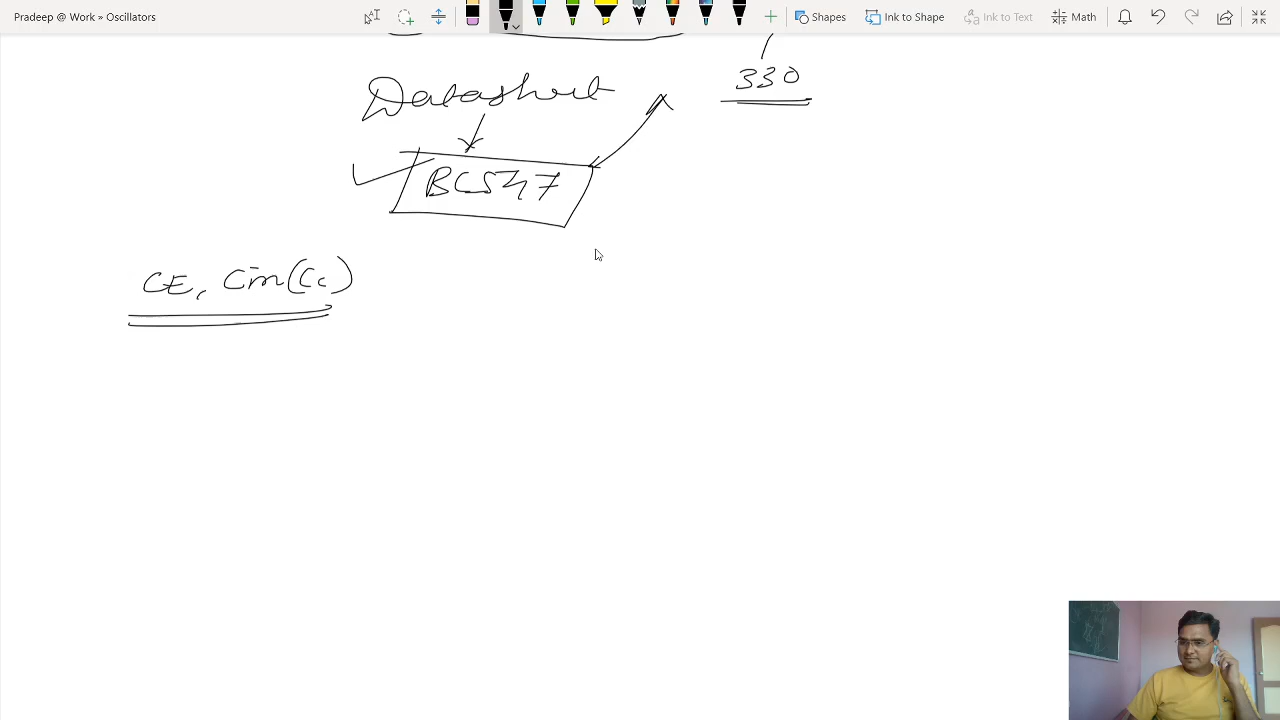 Pradeep @ Work » Oscillators
Shapes Ink to Shape Ink to Text Math
330
Datasheet
BC547
CE, Cin(Cc)